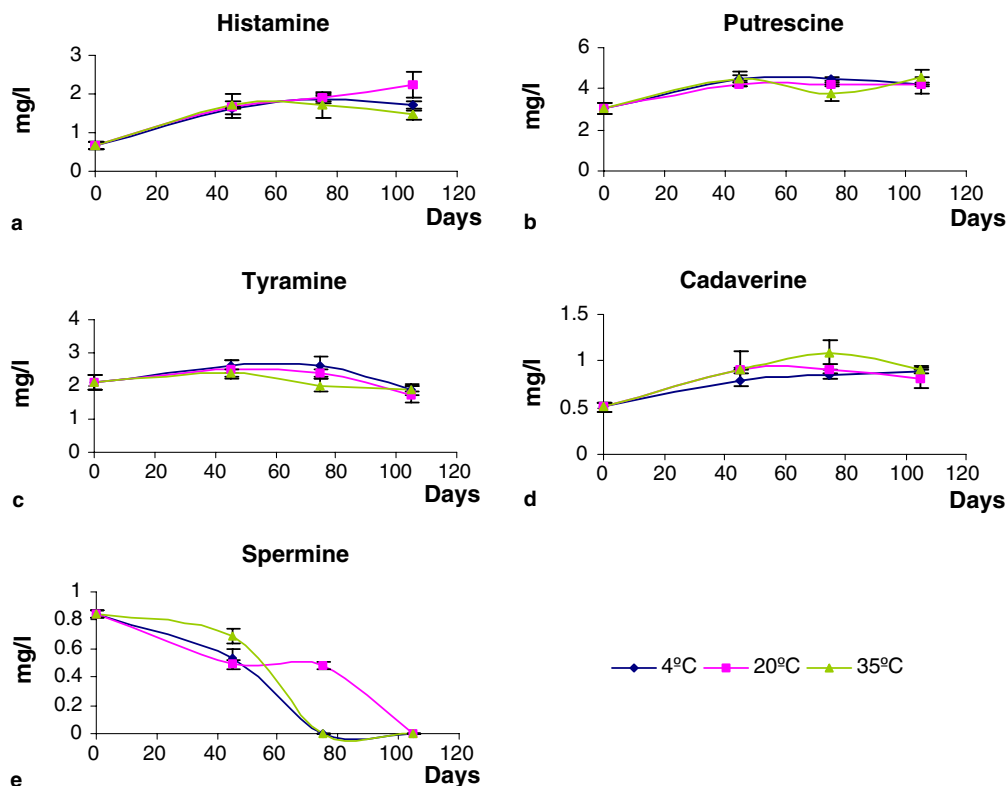 Histamine
3
2
1
0
mg/l
0 20 40 60 80 100 120
Days
a
Putrescine
6
4
2
0
mg/l
0 20 40 60 80 100 120
Days
b
Tyramine
4
3
2
1
0
mg/l
0 20 40 60 80 100 120
Days
c
Cadaverine
1.5
1
0.5
0
mg/l
0 20 40 60 80 100 120
Days
d
Spermine
1
0.8
0.6
0.4
0.2
0
mg/l
0 20 40 60 80 100 120
Days
e
4ºC 20ºC 35ºC